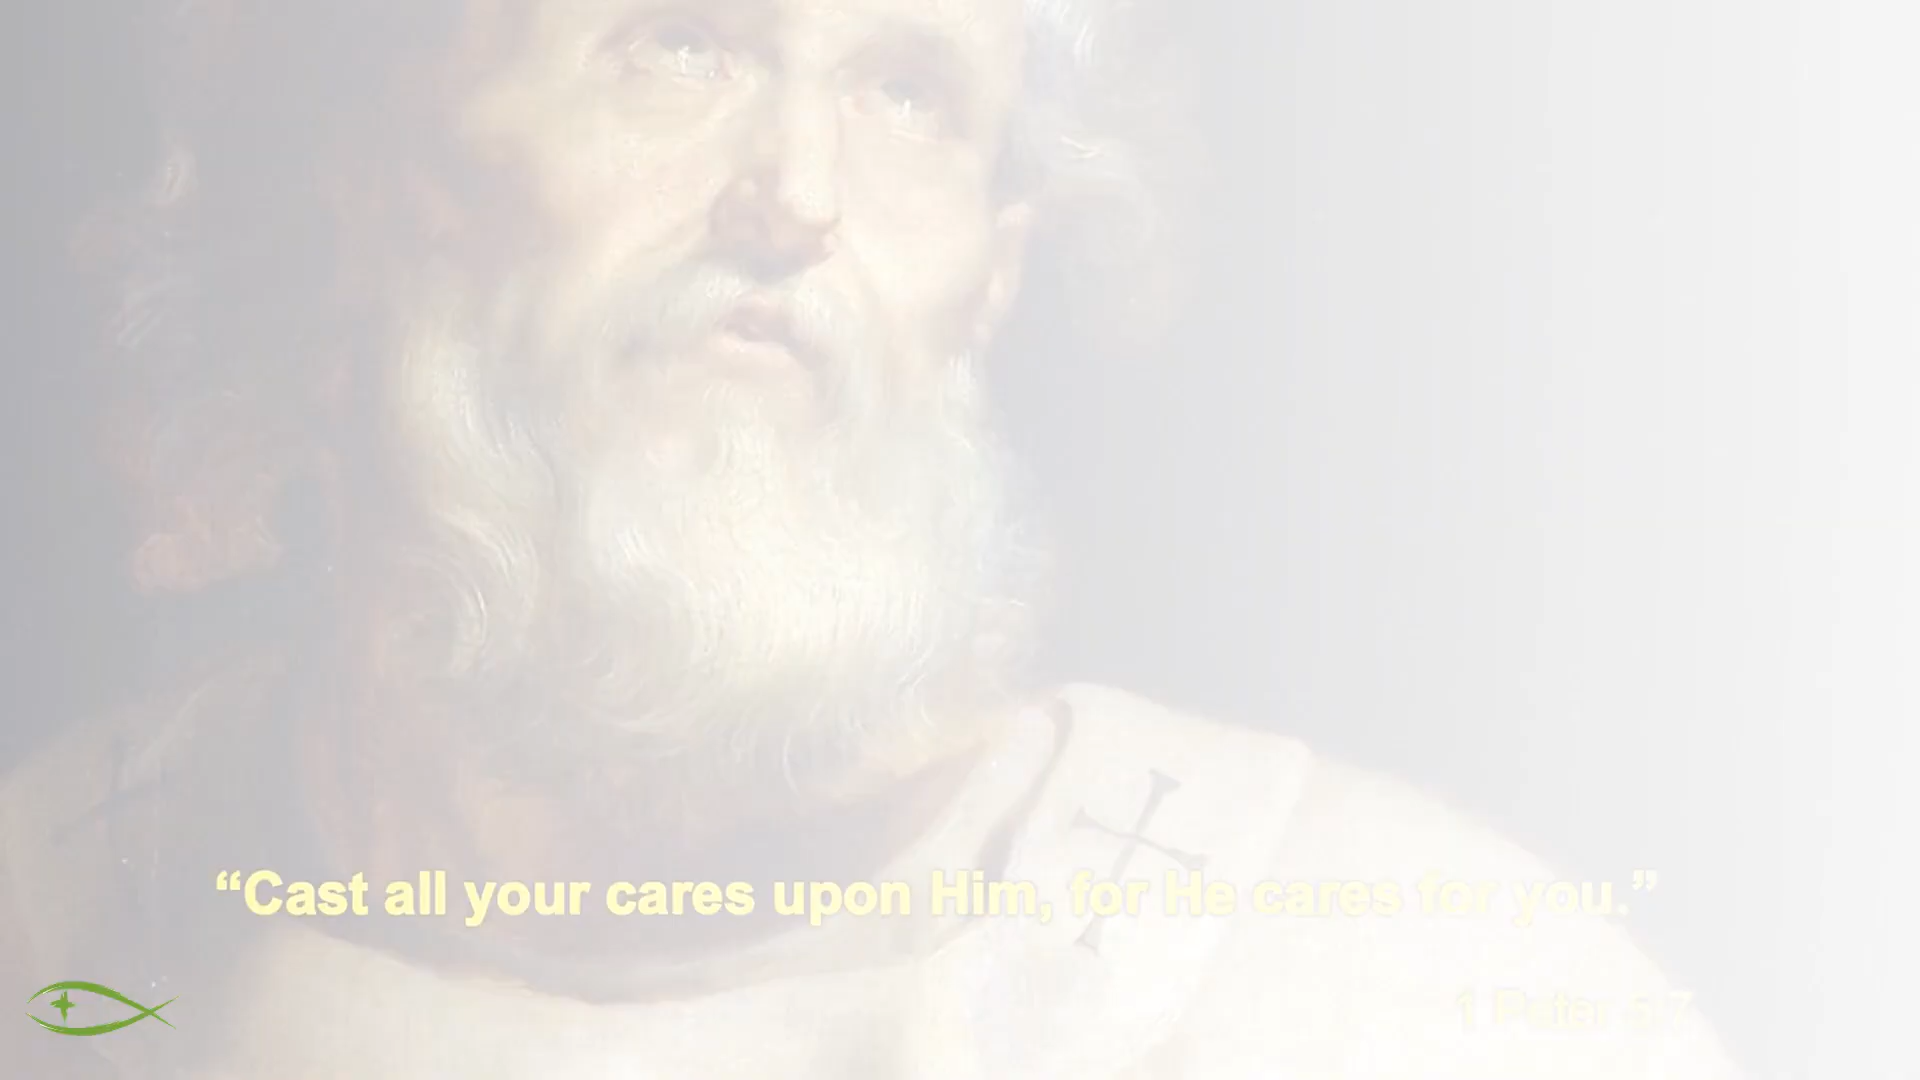 “Cast all your cares upon Him, for He cares for you.”
1 Peter 5:7